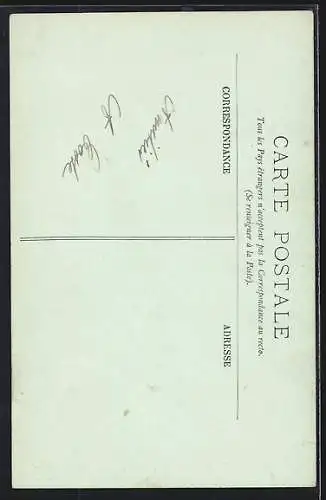 CARTE POSTALE
Tous les Pays étrangers n'acceptent pas la Correspondance au recto.
(Se renseigner à la Poste).
CORRESPONDANCE
ADRESSE